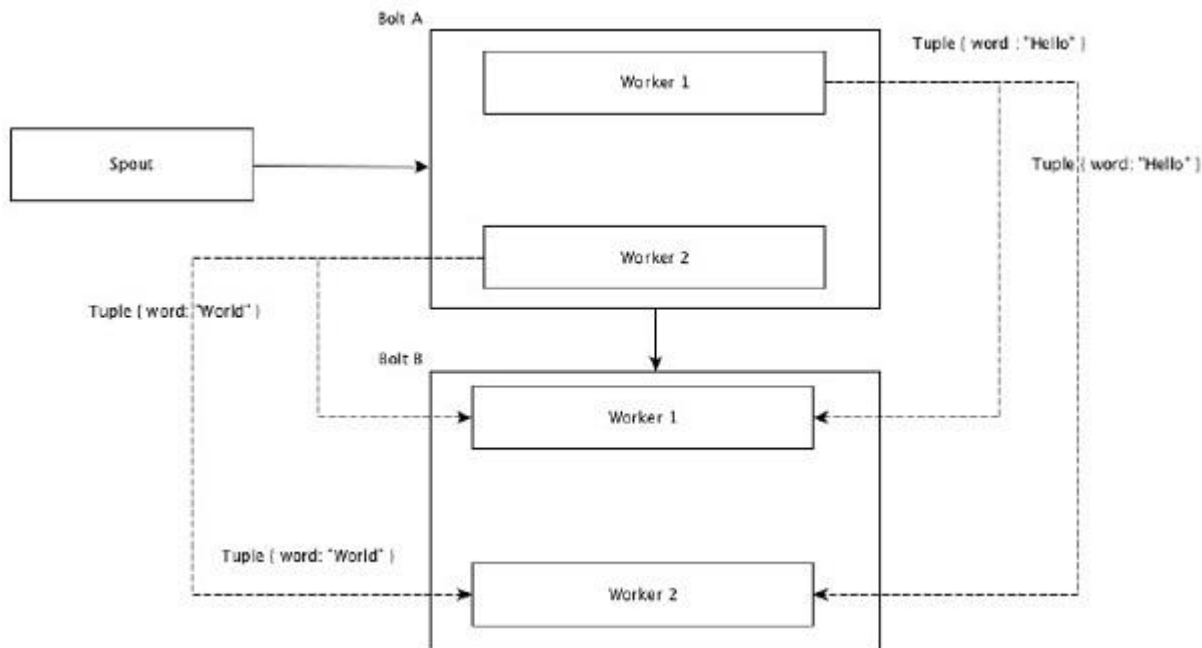 Bolt A
Tuple { word : "Hello" }
Worker 1
Spout
Tuple { word: "Hello" }
Worker 2
Tuple { word: "World" }
Bolt B
Worker 1
Tuple { word: "World" }
Worker 2